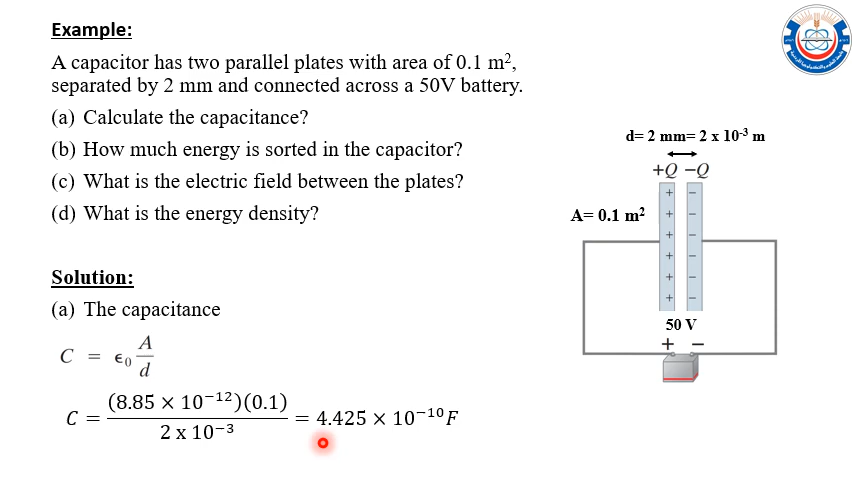 Example:
A capacitor has two parallel plates with area of 0.1 m²,
separated by 2 mm and connected across a 50V battery.
(a) Calculate the capacitance?
(b) How much energy is sorted in the capacitor?
(c) What is the electric field between the plates?
(d) What is the energy density?
Solution:
(a) The capacitance
C = ϵ₀ A/d
C = (8.85 × 10⁻¹²)(0.1) / 2 x 10⁻³ = 4.425 × 10⁻¹⁰ F
d= 2 mm= 2 x 10⁻³ m
+Q −Q
A= 0.1 m²
+ −
+ −
+ −
+ −
+ −
+ −
50 V
+ −